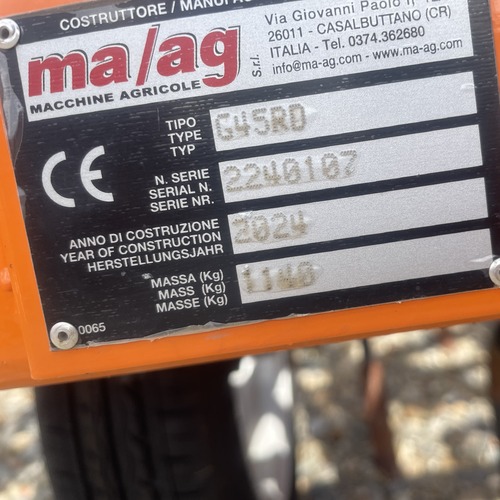 COSTRUTTORE / MANUFAC
ma/ag s.r.l.
MACCHINE AGRICOLE
Via Giovanni Paolo II
26011 - CASALBUTTANO (CR)
ITALIA - Tel. 0374.362680
info@ma-ag.com - www.ma-ag.com
TIPO
TYPE G45RD
TYP
CE
N. SERIE
SERIAL N. 2240107
SERIE NR.
ANNO DI COSTRUZIONE
YEAR OF CONSTRUCTION 2024
HERSTELLUNGSJAHR
MASSA (Kg)
MASS (Kg) 1140
MASSE (Kg)
0065